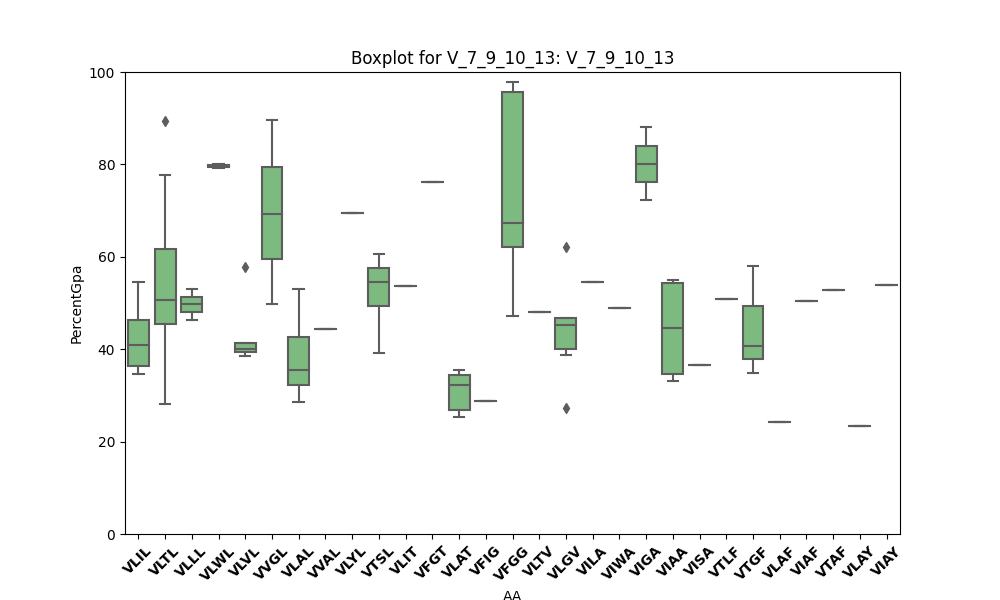 Boxplot for V_7_9_10_13: V_7_9_10_13
PercentGpa
100
80
60
40
20
0
VLIL VLTL VLLL VLWL VLVL VVGL VLAL VVAL VLYL VTSL VLIT VFGT VLAT VFIG VFGG VLTV VLGV VILA VIWA VIGA VIAA VISA VTLF VTGF VLAF VIAF VTAF VLAY VIAY
AA